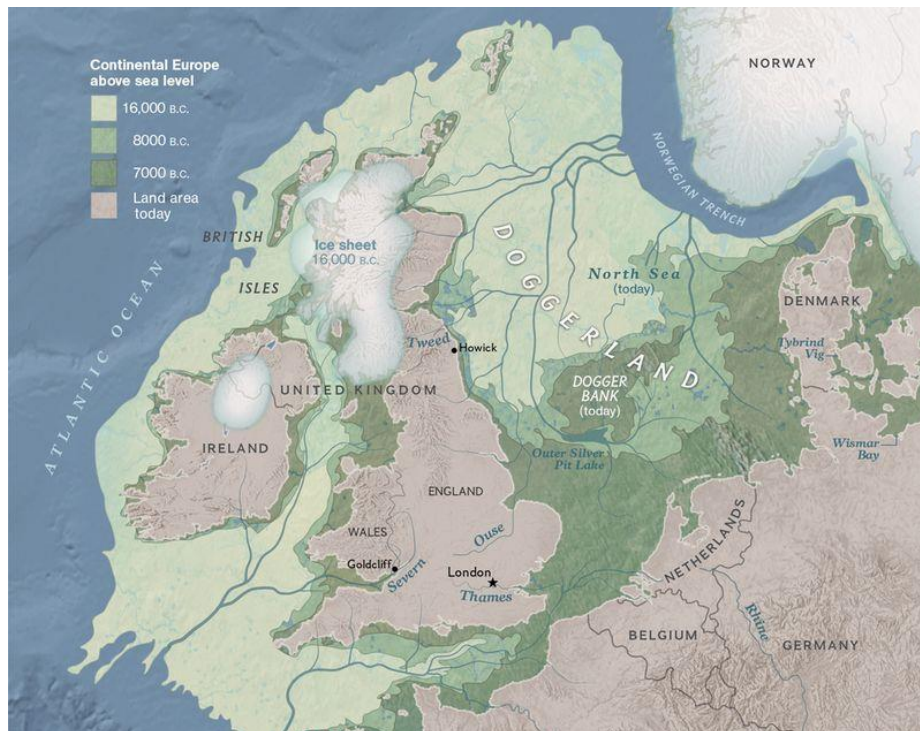 Continental Europe
above sea level
16,000 B.C.
8000 B.C.
7000 B.C.
Land area
today
NORWAY
NORWEGIAN TRENCH
BRITISH
ISLES
Ice sheet
16,000 B.C.
DOGGERLAND
North Sea
(today)
DENMARK
ATLANTIC OCEAN
Tweed
Howick
Tybrind
Vig
UNITED KINGDOM
DOGGER
BANK
(today)
IRELAND
Outer Silver
Pit Lake
Wismar
Bay
ENGLAND
WALES
Ouse
NETHERLANDS
Goldcliff
Severn
London
Thames
BELGIUM
Rhine
GERMANY